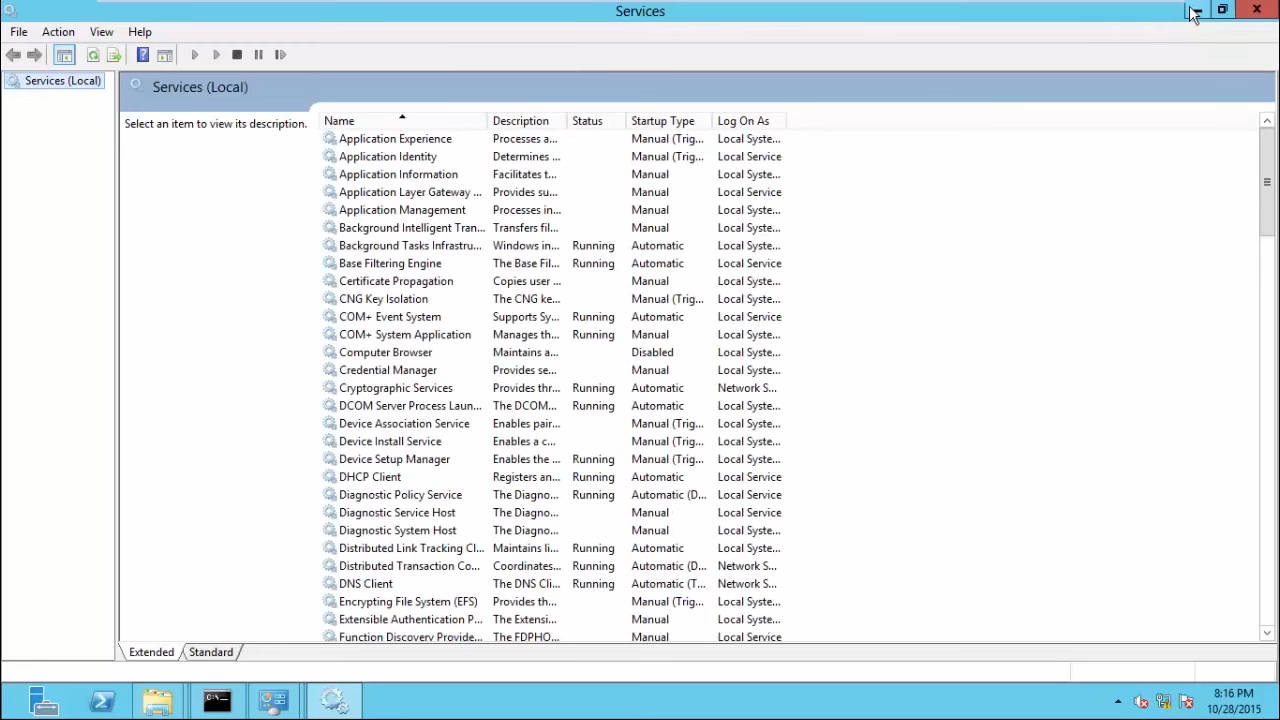 Services
File Action View Help
Services (Local)
Services (Local)
Select an item to view its description.
Name Description Status Startup Type Log On As
Application Experience Processes a... Manual (Trig... Local Syste...
Application Identity Determines ... Manual (Trig... Local Service
Application Information Facilitates t... Manual Local Syste...
Application Layer Gateway ... Provides su... Manual Local Service
Application Management Processes in... Manual Local Syste...
Background Intelligent Tran... Transfers fil... Manual Local Syste...
Background Tasks Infrastru... Windows in... Running Automatic Local Syste...
Base Filtering Engine The Base Fil... Running Automatic Local Service
Certificate Propagation Copies user ... Manual Local Syste...
CNG Key Isolation The CNG ke... Manual (Trig... Local Syste...
COM+ Event System Supports Sy... Running Automatic Local Service
COM+ System Application Manages th... Running Manual Local Syste...
Computer Browser Maintains a... Disabled Local Syste...
Credential Manager Provides se... Manual Local Syste...
Cryptographic Services Provides thr... Running Automatic Network S...
DCOM Server Process Laun... The DCOM... Running Automatic Local Syste...
Device Association Service Enables pair... Manual (Trig... Local Syste...
Device Install Service Enables a c... Manual (Trig... Local Syste...
Device Setup Manager Enables the ... Running Manual (Trig... Local Syste...
DHCP Client Registers an... Running Automatic Local Service
Diagnostic Policy Service The Diagno... Running Automatic (D... Local Service
Diagnostic Service Host The Diagno... Manual Local Service
Diagnostic System Host The Diagno... Manual Local Syste...
Distributed Link Tracking Cl... Maintains li... Running Automatic Local Syste...
Distributed Transaction Co... Coordinates... Running Automatic (D... Network S...
DNS Client The DNS Cli... Running Automatic (T... Network S...
Encrypting File System (EFS) Provides th... Manual (Trig... Local Syste...
Extensible Authentication P... The Extensi... Manual Local Syste...
Function Discovery Provide... The FDPHO... Manual Local Service
Extended Standard
8:16 PM
10/28/2015